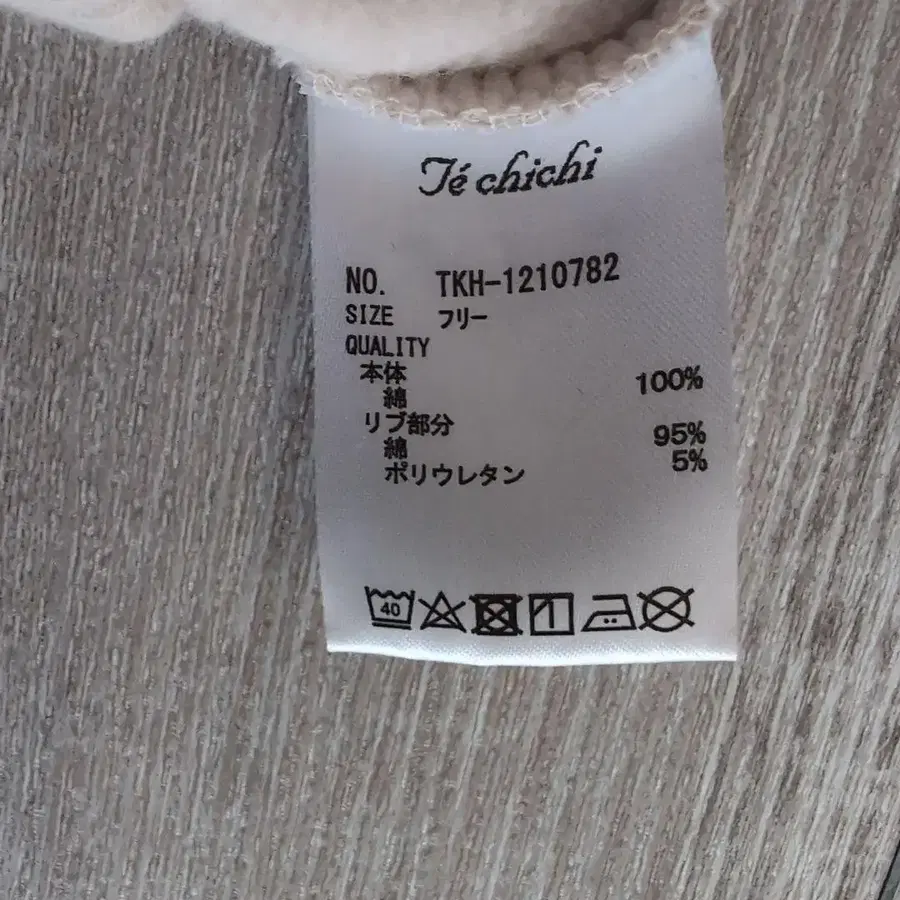 Té chichi
NO. TKH-1210782
SIZE フリー
QUALITY
本体
綿 100%
リブ部分
綿 95%
ポリウレタン 5%
40